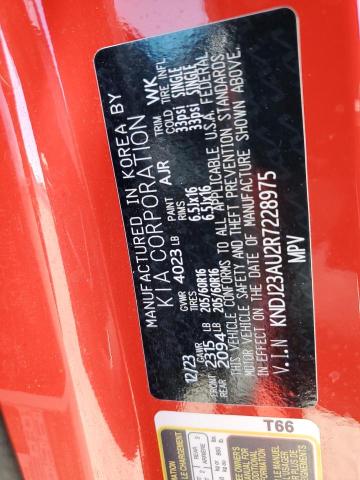 MANUFACTURED IN KOREA BY
KIA CORPORATION
12/23 GVWR 4023 LB PAINT AJR TRIM WK
TIRES RIMS COLD TIRE INFL
FRONT 2315 LB 205/60R16 6.5Jx16 33psi SINGLE
REAR 2094 LB 205/60R16 6.5Jx16 33psi SINGLE
THIS VEHICLE CONFORMS TO ALL APPLICABLE U.S.A. FEDERAL
MOTOR VEHICLE SAFETY AND THEFT PREVENTION STANDARDS
IN EFFECT ON THE DATE OF MANUFACTURE SHOWN ABOVE.
V.I.N KNDJ23AU2R7228975
MPV
T66